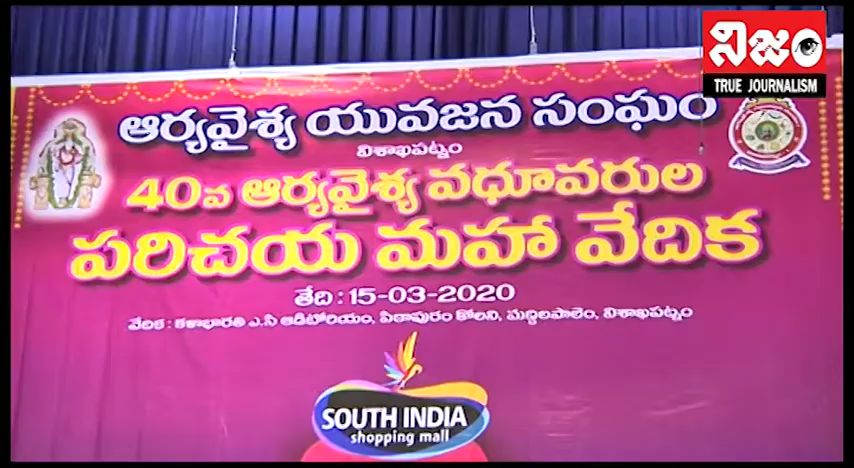 నిజం
TRUE JOURNALISM
ఆర్యవైశ్య యువజన సంఘం
విశాఖపట్నం
40వ ఆర్యవైశ్య వధూవరుల
పరిచయ మహా వేదిక
తేది : 15-03-2020
వేదిక : కళాభారతి ఎ.సి ఆడిటోరియం, పిఠాపురం కోలని, మద్దిలపాలెం, విశాఖపట్నం
SOUTH INDIA
shopping mall